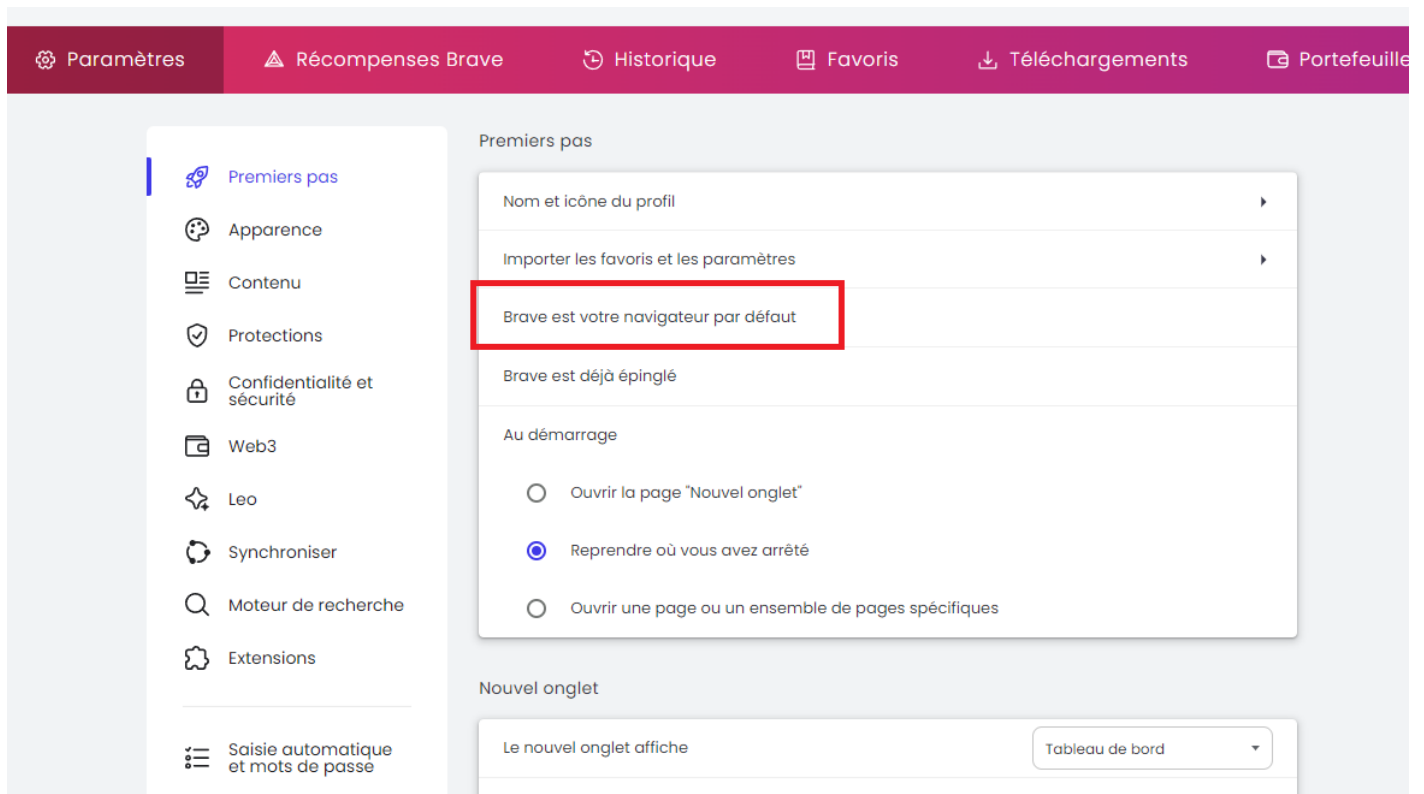 Paramètres
Récompenses Brave
Historique
Favoris
Téléchargements
Portefeuille
Premiers pas
Apparence
Contenu
Protections
Confidentialité et
sécurité
Web3
Leo
Synchroniser
Moteur de recherche
Extensions
Saisie automatique
et mots de passe
Premiers pas
Nom et icône du profil
Importer les favoris et les paramètres
Brave est votre navigateur par défaut
Brave est déjà épinglé
Au démarrage
Ouvrir la page "Nouvel onglet"
Reprendre où vous avez arrêté
Ouvrir une page ou un ensemble de pages spécifiques
Nouvel onglet
Le nouvel onglet affiche
Tableau de bord